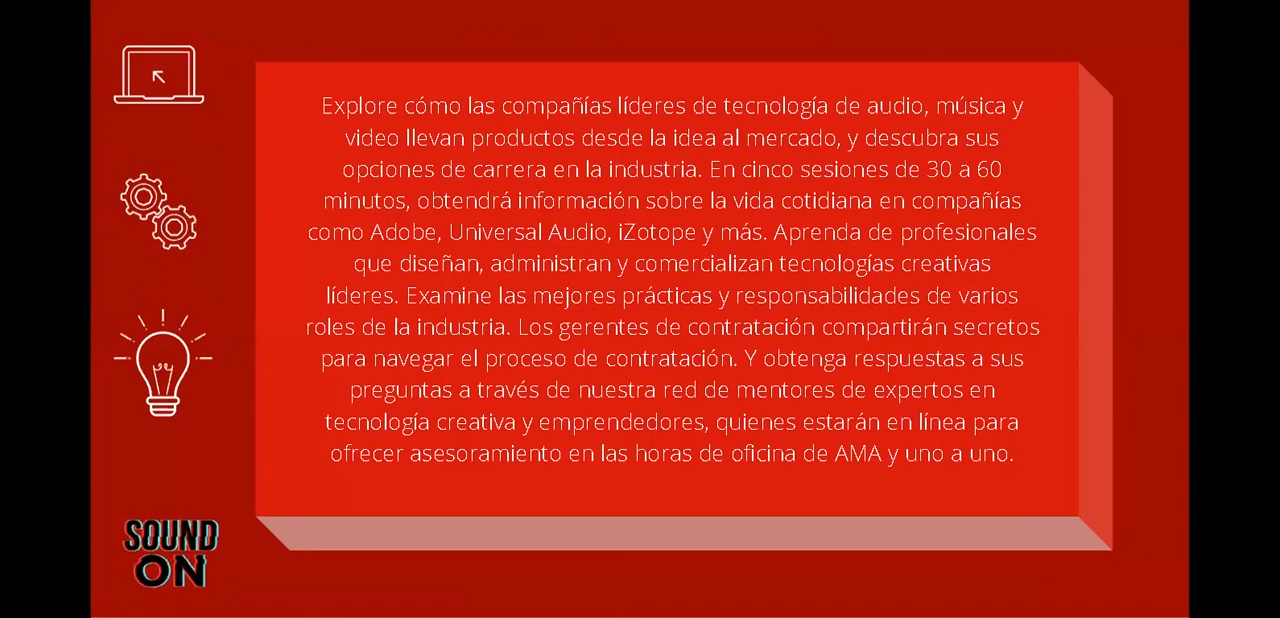 Explore cómo las compañías líderes de tecnología de audio, música y
video llevan productos desde la idea al mercado, y descubra sus
opciones de carrera en la industria. En cinco sesiones de 30 a 60
minutos, obtendrá información sobre la vida cotidiana en compañías
como Adobe, Universal Audio, iZotope y más. Aprenda de profesionales
que diseñan, administran y comercializan tecnologías creativas
líderes. Examine las mejores prácticas y responsabilidades de varios
roles de la industria. Los gerentes de contratación compartirán secretos
para navegar el proceso de contratación. Y obtenga respuestas a sus
preguntas a través de nuestra red de mentores de expertos en
tecnología creativa y emprendedores, quienes estarán en línea para
ofrecer asesoramiento en las horas de oficina de AMA y uno a uno.
SOUND
ON